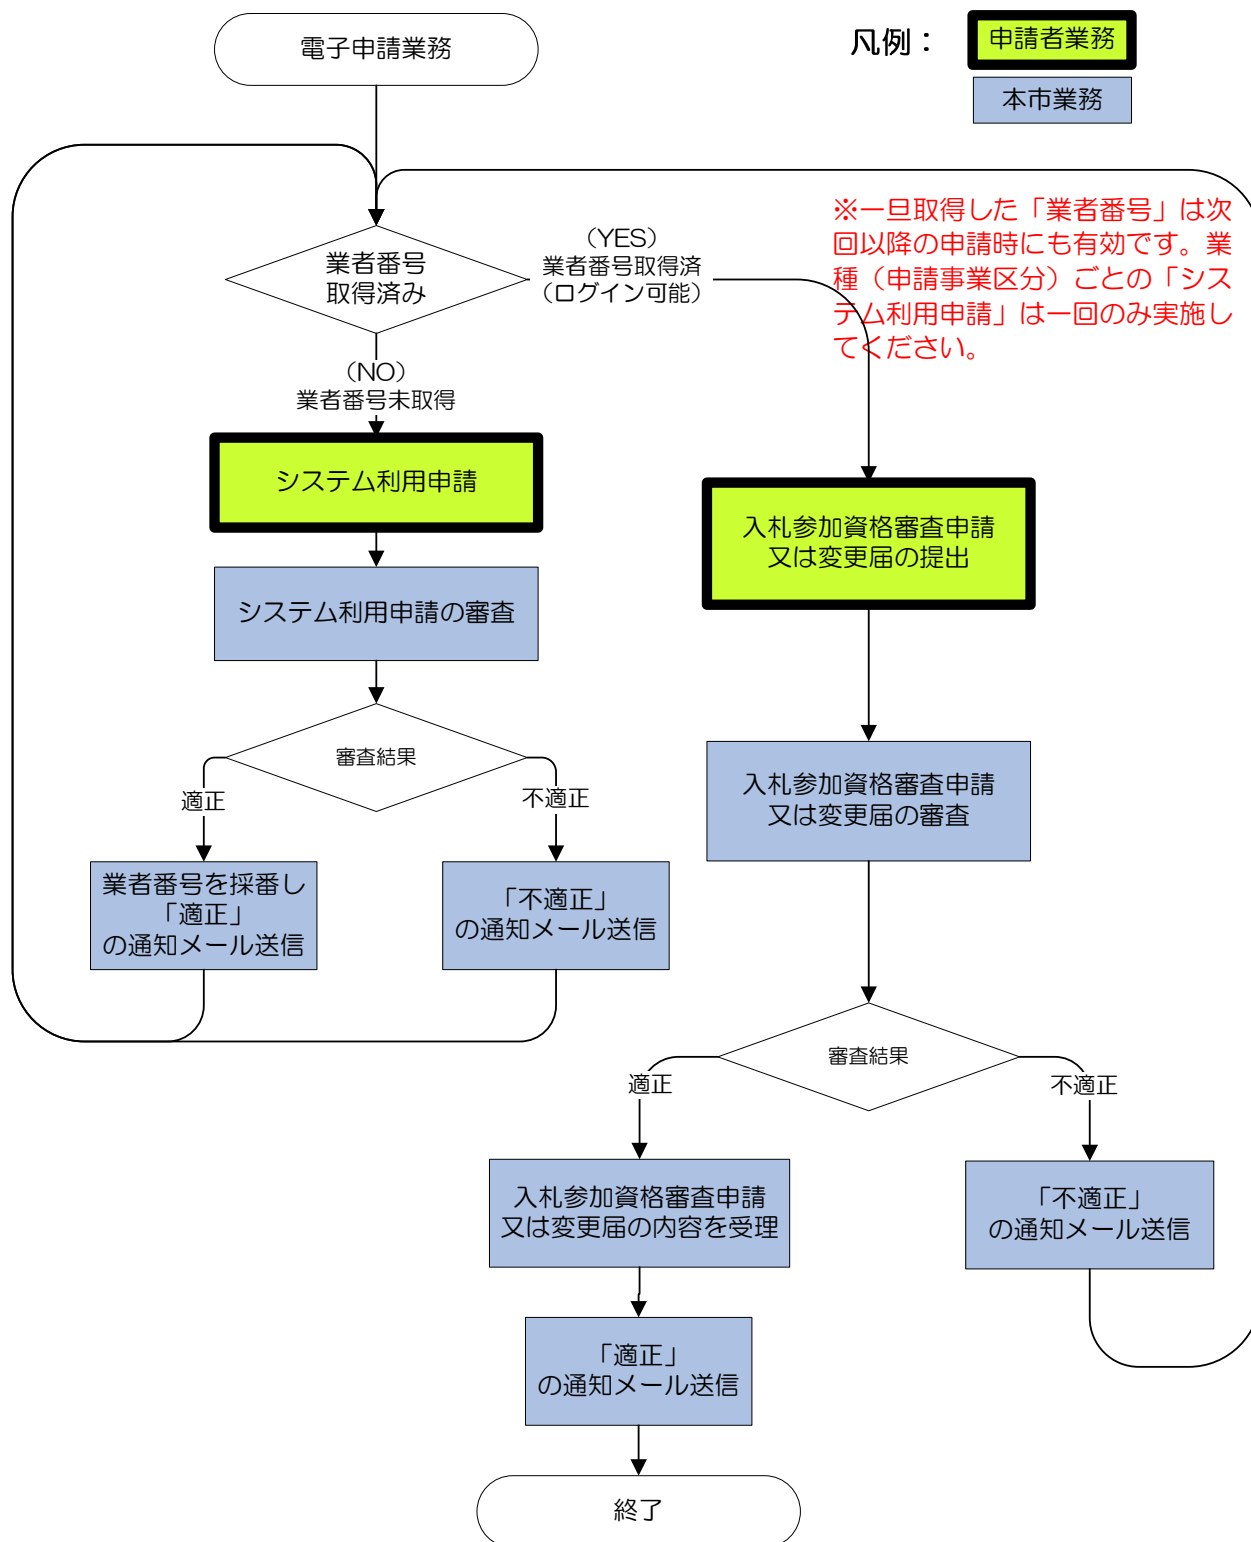 電子申請業務
凡例：
申請者業務
本市業務
※一旦取得した「業者番号」は次
回以降の申請時にも有効です。業
種（申請事業区分）ごとの「シス
テム利用申請」は一回のみ実施し
てください。
業者番号
取得済み
（YES）
業者番号取得済
（ログイン可能）
（NO）
業者番号未取得
システム利用申請
システム利用申請の審査
審査結果
適正
不適正
業者番号を採番し
「適正」
の通知メール送信
「不適正」
の通知メール送信
入札参加資格審査申請
又は変更届の提出
入札参加資格審査申請
又は変更届の審査
審査結果
適正
不適正
入札参加資格審査申請
又は変更届の内容を受理
「不適正」
の通知メール送信
「適正」
の通知メール送信
終了